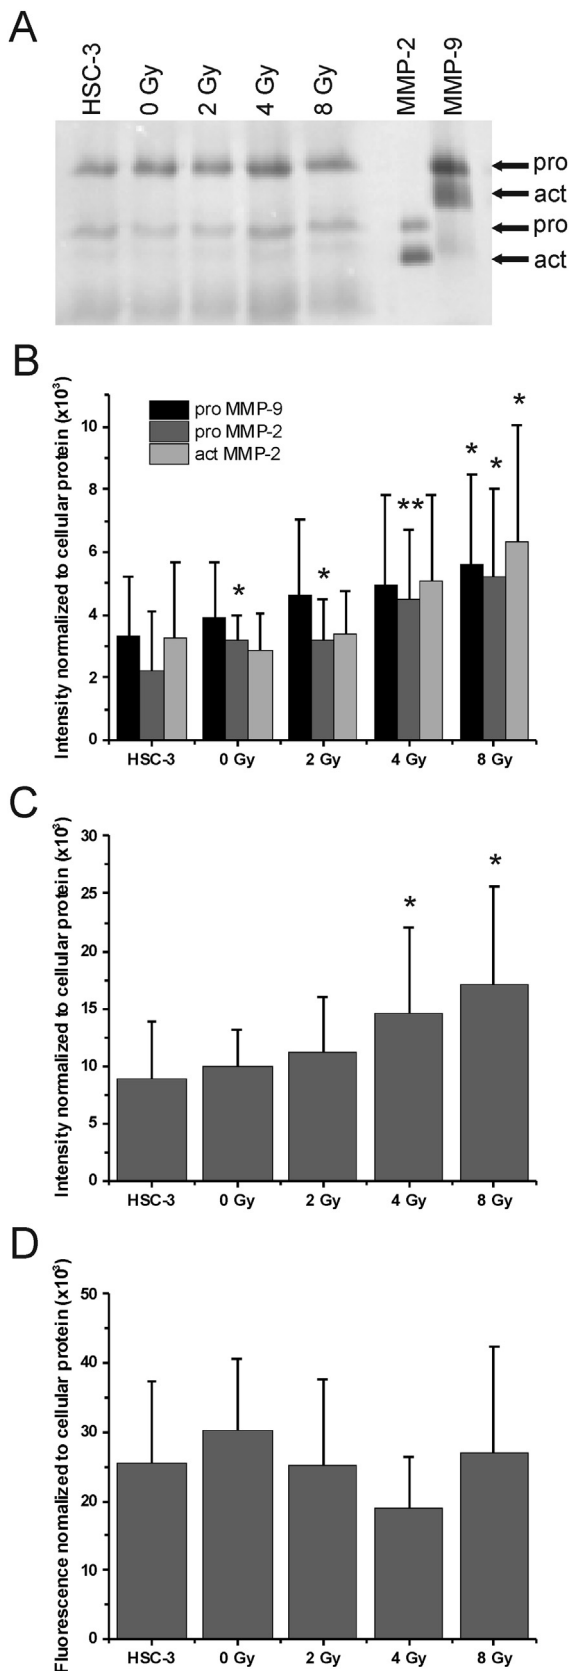 A
HSC-3 0 Gy 2 Gy 4 Gy 8 Gy MMP-2 MMP-9
pro
act
pro
act
B
Intensity normalized to cellular protein (x10³)
10
8
6
4
2
0
pro MMP-9
pro MMP-2
act MMP-2
* * ** * * *
HSC-3 0 Gy 2 Gy 4 Gy 8 Gy
C
Intensity normalized to cellular protein (x10³)
30
25
20
15
10
5
0
* *
HSC-3 0 Gy 2 Gy 4 Gy 8 Gy
D
Fluorescence normalized to cellular protein (x10³)
50
40
30
20
10
0
HSC-3 0 Gy 2 Gy 4 Gy 8 Gy